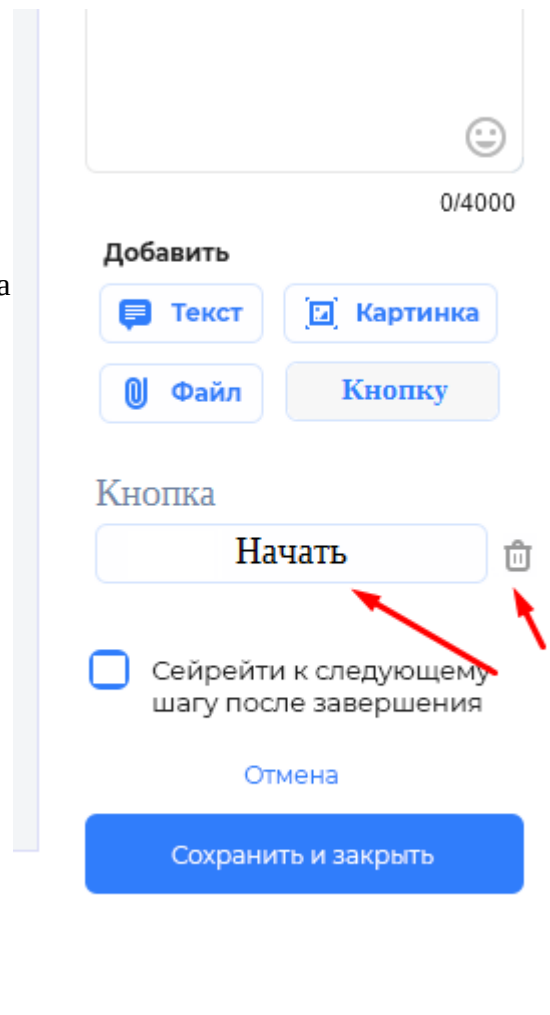 0/4000
а
Добавить
Текст
Картинка
Файл
Кнопку
Кнопка
Начать
Сейрейти к следующему
шагу после завершения
Отмена
Сохранить и закрыть